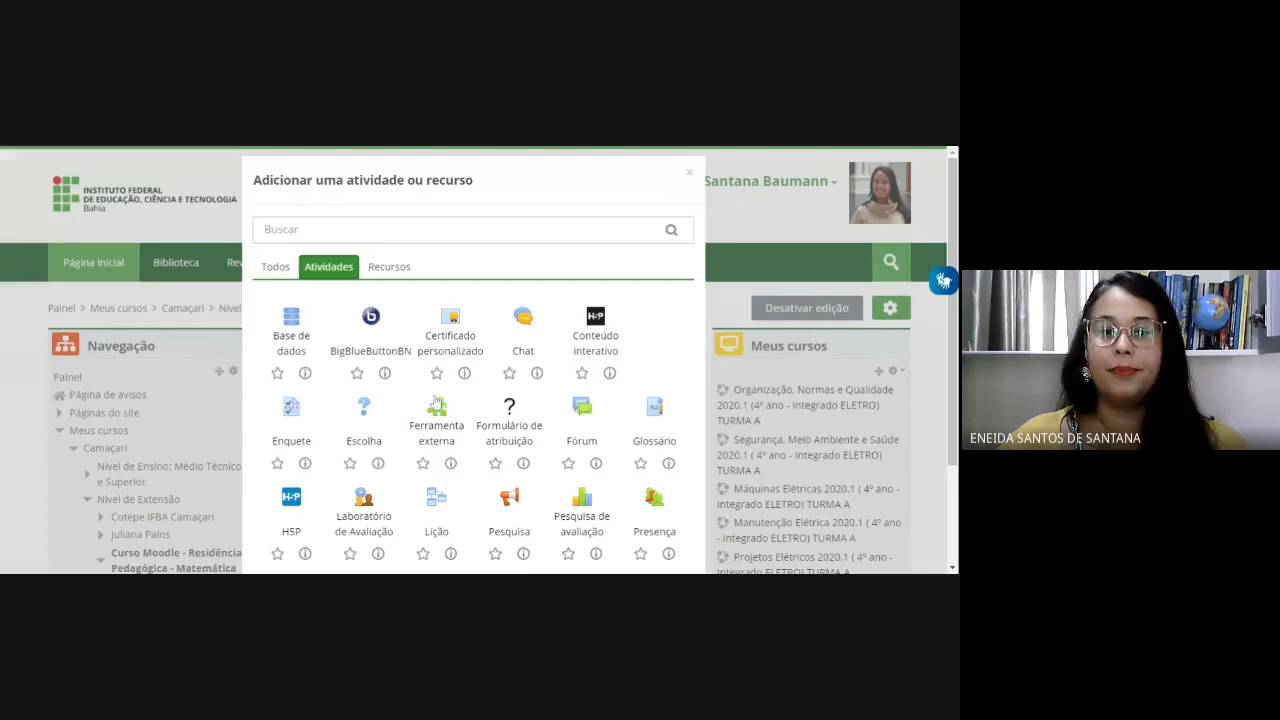 Adicionar uma atividade ou recurso
×
Santana Baumann
INSTITUTO FEDERAL
DE EDUCAÇÃO, CIÊNCIA E TECNOLOGIA
Bahia
Buscar
Página inicial
Biblioteca
Rev
Todos
Atividades
Recursos
Painel > Meus cursos > Camaçari > Nível
Desativar edição
Navegação
Painel
Página de avisos
Páginas do site
Meus cursos
Camaçari
Nível de Ensino: Médio Técnico
e Superior
Nível de Extensão
Cotepe IFBA Camaçari
Juliana Pains
Curso Moodle - Residência
Pedagógica - Matemática
Base de
dados
BigBlueButtonBN
Certificado
personalizado
Chat
H-P
Conteúdo
interativo
Enquete
Escolha
Ferramenta
externa
?
Formulário de
atribuição
Fórum
Glossário
H-P
H5P
Laboratório
de Avaliação
Lição
Pesquisa
Pesquisa de
avaliação
Presença
Meus cursos
Organização, Normas e Qualidade
2020.1 (4º ano - Integrado ELETRO)
TURMA A
Segurança, Meio Ambiente e Saúde
2020.1 ( 4º ano - Integrado ELETRO)
TURMA A
Máquinas Elétricas 2020.1 ( 4º ano -
Integrado ELETRO) TURMA A
Manutenção Elétrica 2020.1 ( 4º ano
- Integrado ELETRO) TURMA A
Projetos Elétricos 2020.1 ( 4º ano -
Integrado ELETRO) TURMA A
ENEIDA SANTOS DE SANTANA